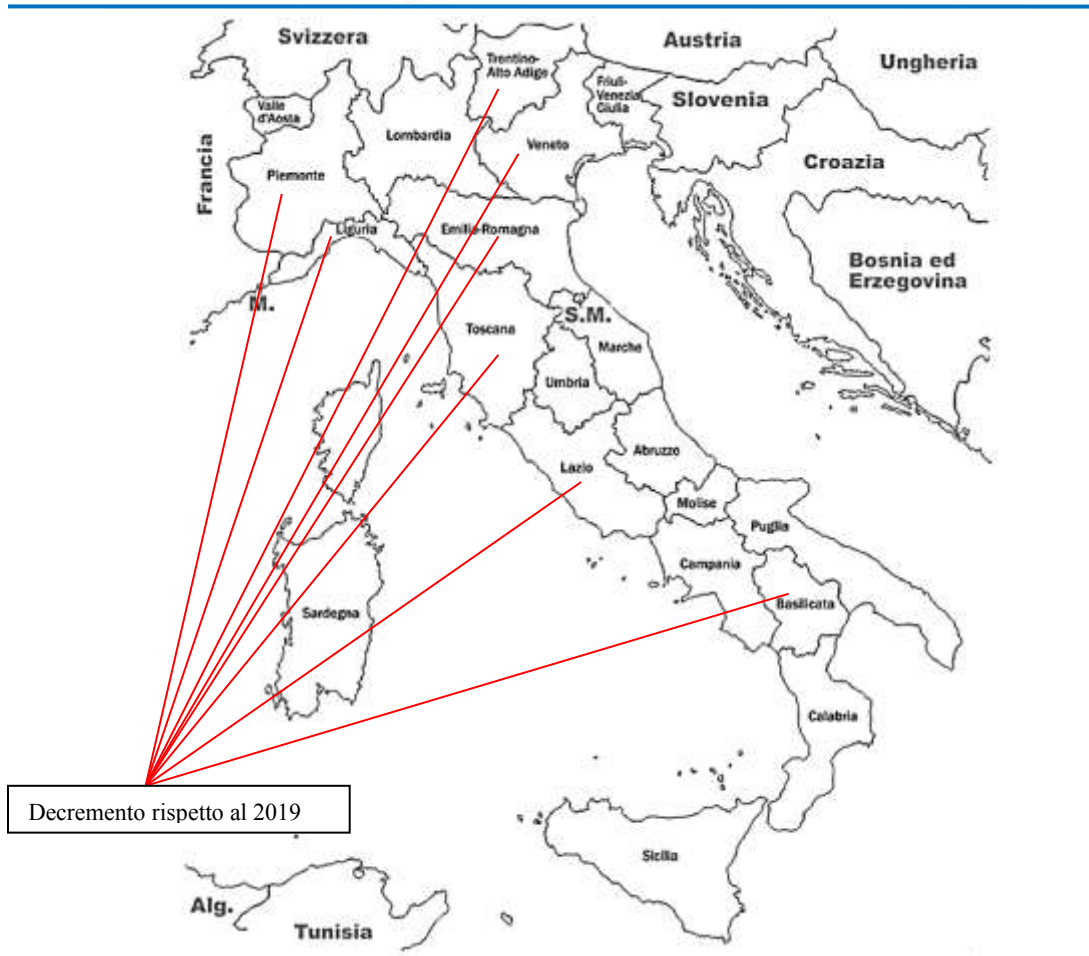 Svizzera
Austria
Ungheria
Trentino-
Alto Adige
Friuli-
Venezia
Giulia
Slovenia
Valle
d'Aosta
Lombardia
Veneto
Croazia
Francia
Piemonte
Liguria
Emilia-Romagna
Bosnia ed
Erzegovina
M.
S.M.
Toscana
Marche
Umbria
Abruzzo
Lazio
Molise
Puglia
Campania
Basilicata
Sardegna
Calabria
Decremento rispetto al 2019
Sicilia
Alg.
Tunisia